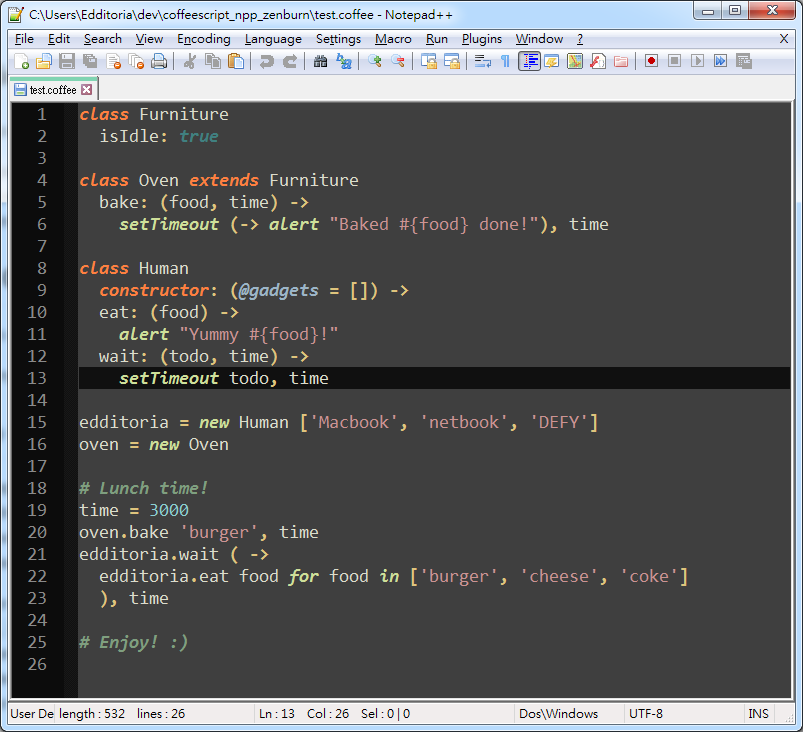 C:\Users\Edditoria\dev\coffeescript_npp_zenburn\test.coffee - Notepad++
File Edit Search View Encoding Language Settings Macro Run Plugins Window ? X
test.coffee
1 class Furniture
2   isIdle: true
3
4 class Oven extends Furniture
5   bake: (food, time) ->
6     setTimeout (-> alert "Baked #{food} done!"), time
7
8 class Human
9   constructor: (@gadgets = []) ->
10   eat: (food) ->
11     alert "Yummy #{food}!"
12   wait: (todo, time) ->
13     setTimeout todo, time
14
15 edditoria = new Human ['Macbook', 'netbook', 'DEFY']
16 oven = new Oven
17
18 # Lunch time!
19 time = 3000
20 oven.bake 'burger', time
21 edditoria.wait ( ->
22   edditoria.eat food for food in ['burger', 'cheese', 'coke']
23   ), time
24
25 # Enjoy! :)
26
User De length : 532 lines : 26 Ln : 13 Col : 26 Sel : 0 | 0 Dos\Windows UTF-8 INS